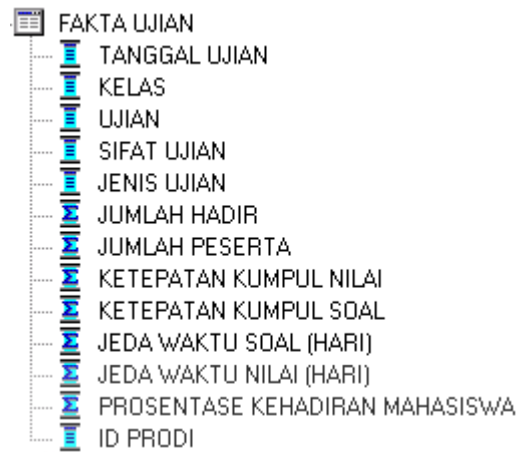 FAKTA UJIAN
TANGGAL UJIAN
KELAS
UJIAN
SIFAT UJIAN
JENIS UJIAN
JUMLAH HADIR
JUMLAH PESERTA
KETEPATAN KUMPUL NILAI
KETEPATAN KUMPUL SOAL
JEDA WAKTU SOAL (HARI)
JEDA WAKTU NILAI (HARI)
PROSENTASE KEHADIRAN MAHASISWA
ID PRODI